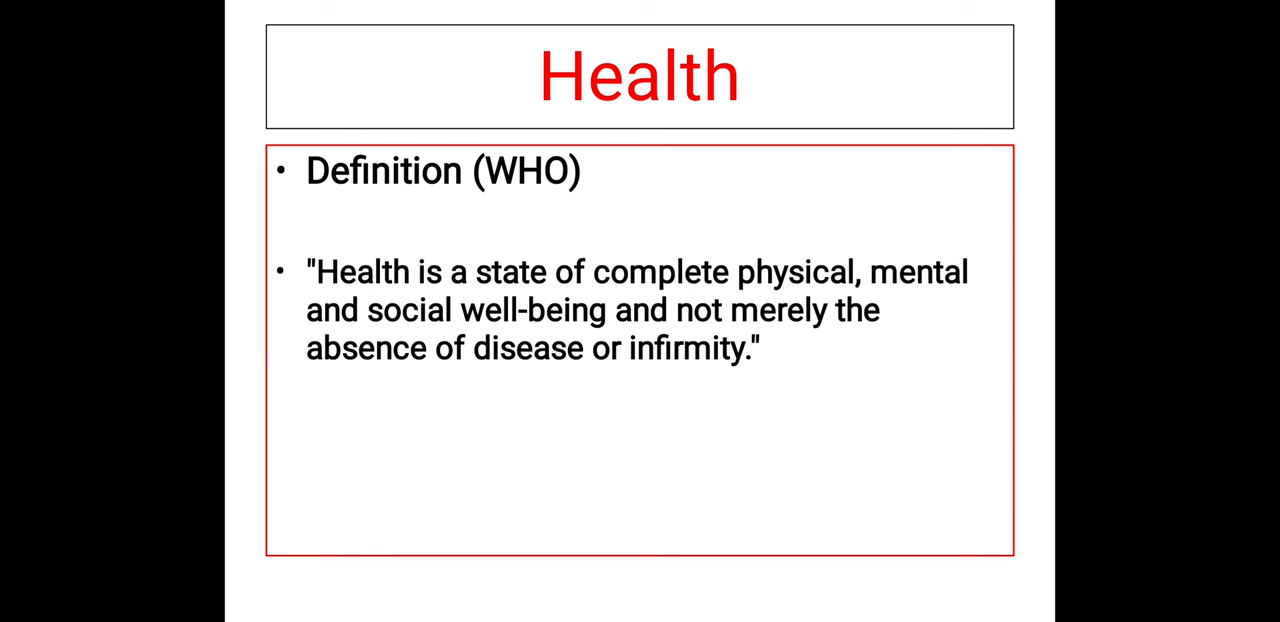 Health
• Definition (WHO)
• "Health is a state of complete physical, mental
and social well-being and not merely the
absence of disease or infirmity."